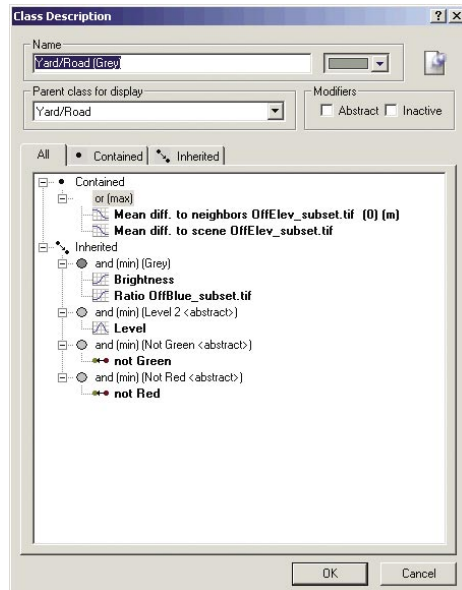 Class Description
Name
Yard/Road (Grey)
Parent class for display
Modifiers
Yard/Road
Abstract
Inactive
All
Contained
Inherited
Contained
or (max)
Mean diff. to neighbors OffElev_subset.tif (0) (m)
Mean diff. to scene OffElev_subset.tif
Inherited
and (min) (Grey)
Brightness
Ratio OffBlue_subset.tif
and (min) (Level 2 <abstract>)
Level
and (min) (Not Green <abstract>)
not Green
and (min) (Not Red <abstract>)
not Red
OK
Cancel